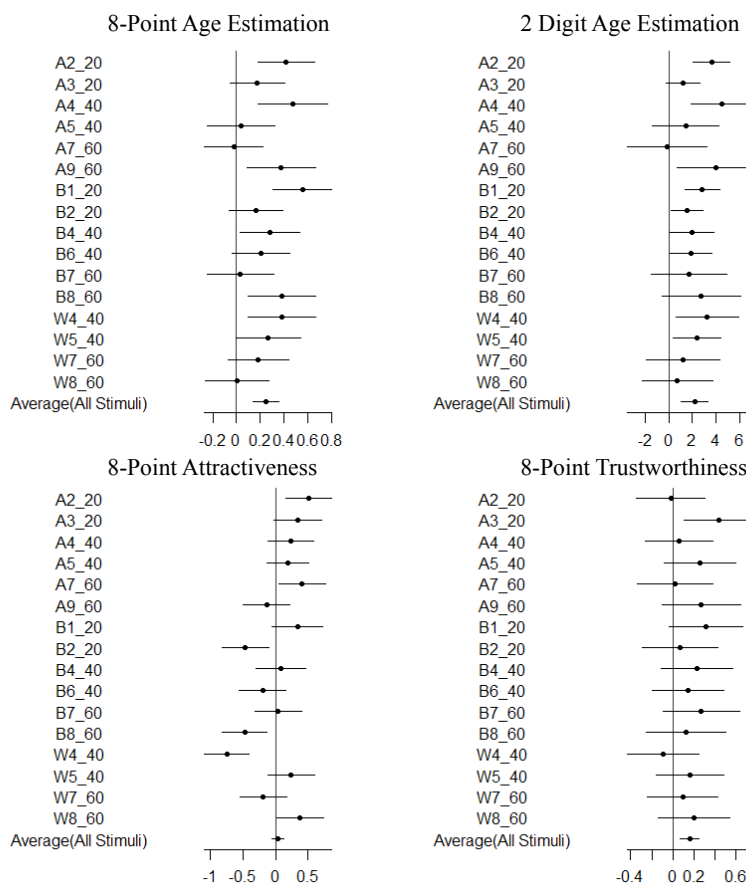 8-Point Age Estimation
A2_20
A3_20
A4_40
A5_40
A7_60
A9_60
B1_20
B2_20
B4_40
B6_40
B7_60
B8_60
W4_40
W5_40
W7_60
W8_60
Average(All Stimuli)
-0.2 0 0.2 0.4 0.6 0.8
2 Digit Age Estimation
A2_20
A3_20
A4_40
A5_40
A7_60
A9_60
B1_20
B2_20
B4_40
B6_40
B7_60
B8_60
W4_40
W5_40
W7_60
W8_60
Average(All Stimuli)
-2 0 2 4 6
8-Point Attractiveness
A2_20
A3_20
A4_40
A5_40
A7_60
A9_60
B1_20
B2_20
B4_40
B6_40
B7_60
B8_60
W4_40
W5_40
W7_60
W8_60
Average(All Stimuli)
-1 -0.5 0 0.5
8-Point Trustworthiness
A2_20
A3_20
A4_40
A5_40
A7_60
A9_60
B1_20
B2_20
B4_40
B6_40
B7_60
B8_60
W4_40
W5_40
W7_60
W8_60
Average(All Stimuli)
-0.4 0 0.2 0.6